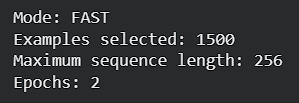 Mode: FAST
Examples selected: 1500
Maximum sequence length: 256
Epochs: 2